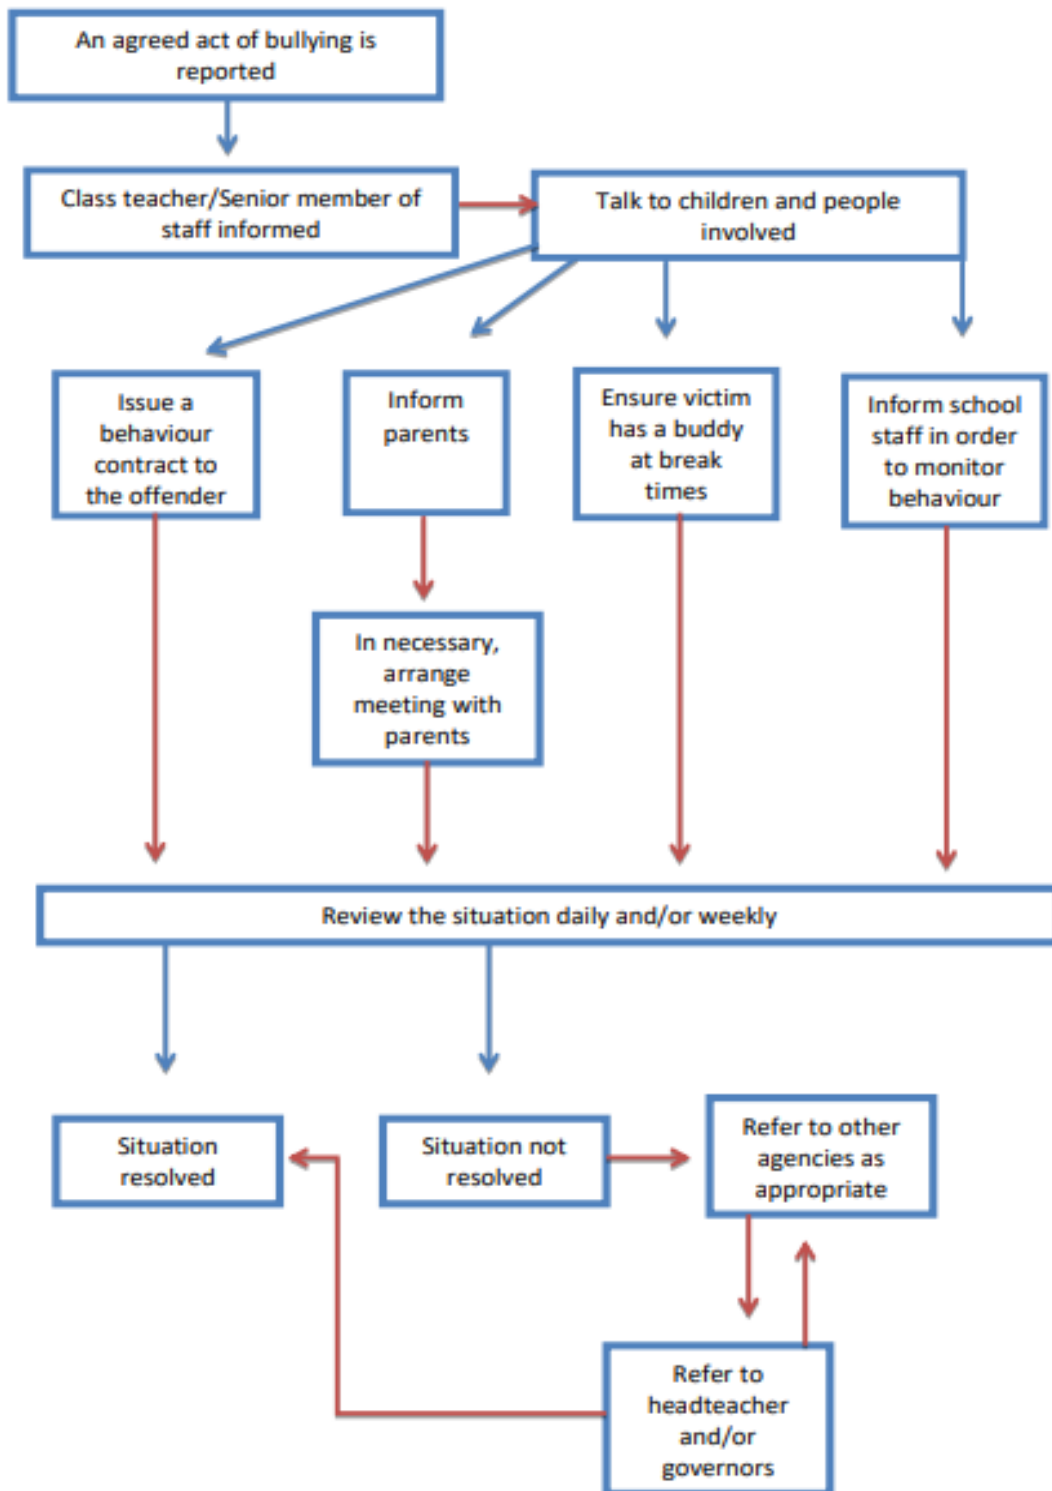 An agreed act of bullying is
reported
Class teacher/Senior member of
staff informed
Talk to children and people
involved
Issue a
behaviour
contract to
the offender
Inform
parents
Ensure victim
has a buddy
at break
times
Inform school
staff in order
to monitor
behaviour
In necessary,
arrange
meeting with
parents
Review the situation daily and/or weekly
Situation
resolved
Situation not
resolved
Refer to other
agencies as
appropriate
Refer to
headteacher
and/or
governors